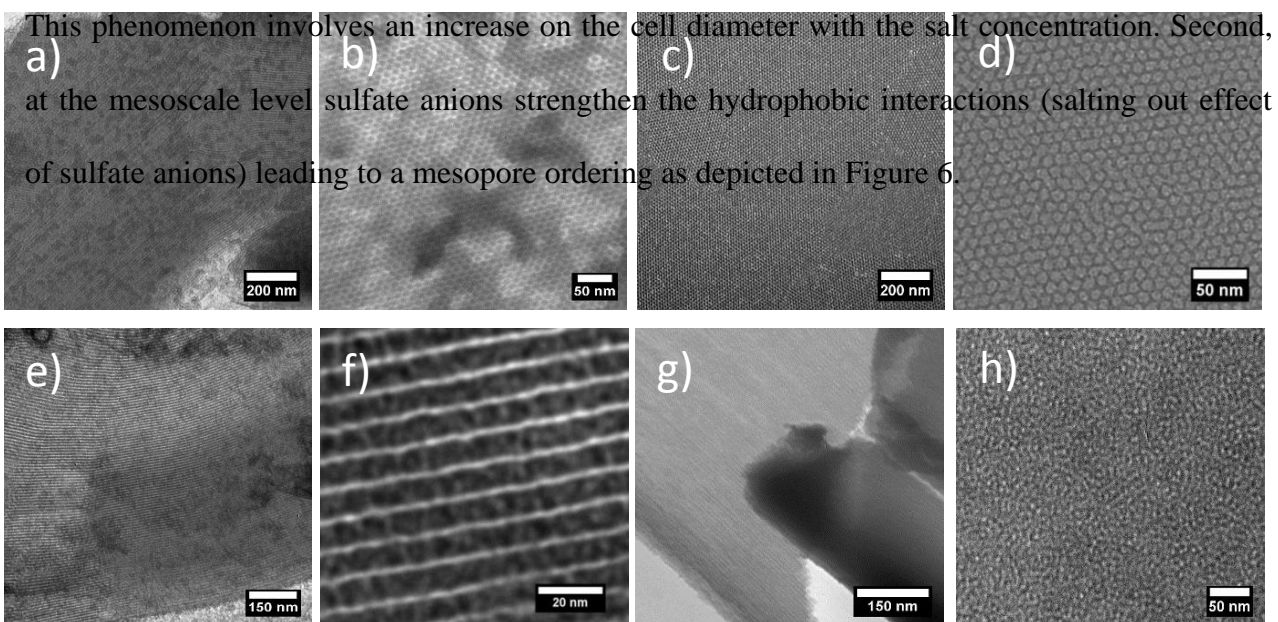 This phenomenon involves an increase on the cell diameter with the salt concentration. Second,
a) b) c) d)
at the mesoscale level sulfate anions strengthen the hydrophobic interactions (salting out effect
of sulfate anions) leading to a mesopore ordering as depicted in Figure 6.
200 nm 50 nm 200 nm 50 nm
e) f) g) h)
150 nm 20 nm 150 nm 50 nm